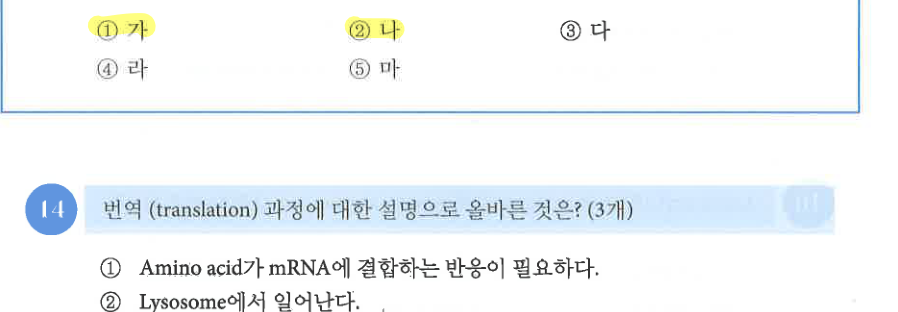 ① 가 ② 나 ③ 다
④ 라 ⑤ 마
14 번역 (translation) 과정에 대한 설명으로 올바른 것은? (3개)
① Amino acid가 mRNA에 결합하는 반응이 필요하다.
② Lysosome에서 일어난다.